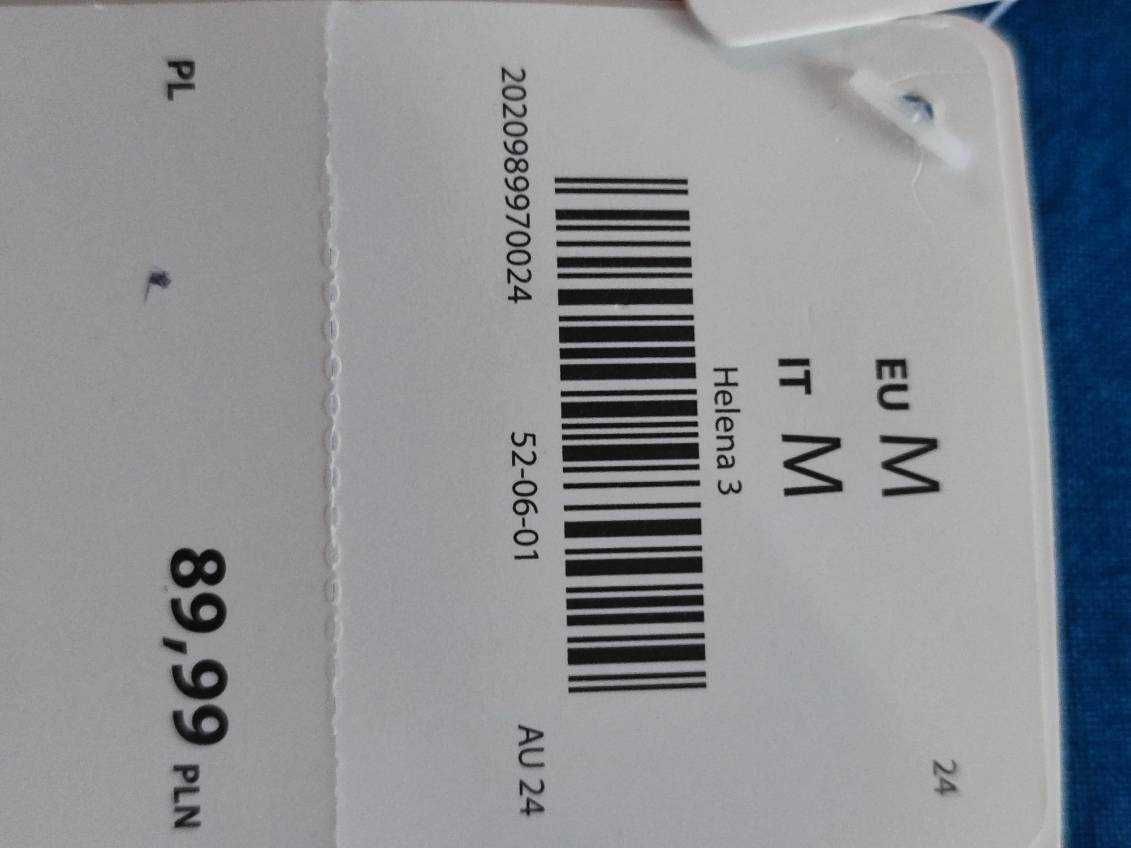 24
EU M
IT M
Helena 3
2020989970024 52-06-01 AU 24
PL 89,99 PLN